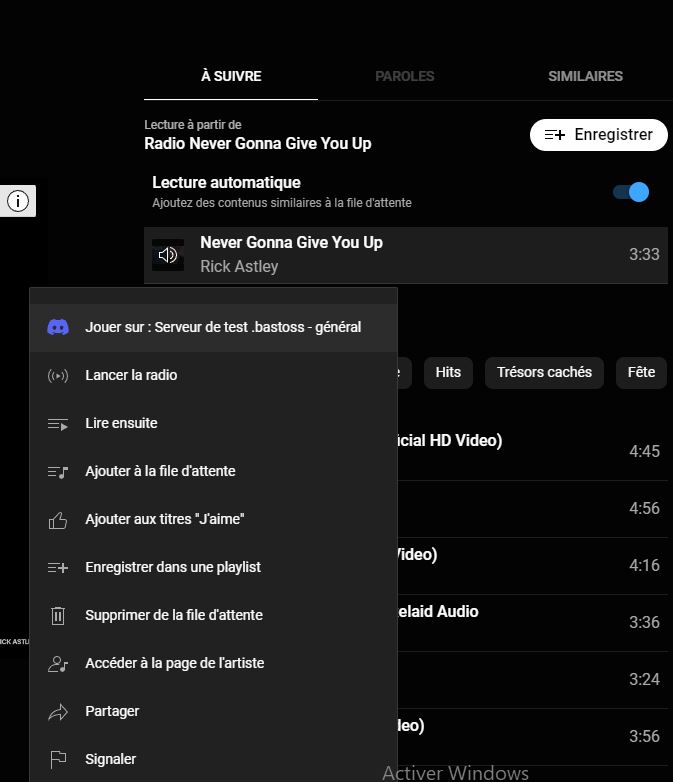 À SUIVRE
PAROLES
SIMILAIRES
Lecture à partir de
Radio Never Gonna Give You Up
Enregistrer
Lecture automatique
Ajoutez des contenus similaires à la file d'attente
Never Gonna Give You Up
Rick Astley
3:33
Jouer sur : Serveur de test .bastoss - général
Lancer la radio
Lire ensuite
Ajouter à la file d'attente
Ajouter aux titres "J'aime"
Enregistrer dans une playlist
Supprimer de la file d'attente
Accéder à la page de l'artiste
Partager
Signaler
Hits
Trésors cachés
Fête
icial HD Video)
4:45
4:56
Video)
4:16
elaid Audio
3:36
3:24
deo)
3:56
Activer Windows